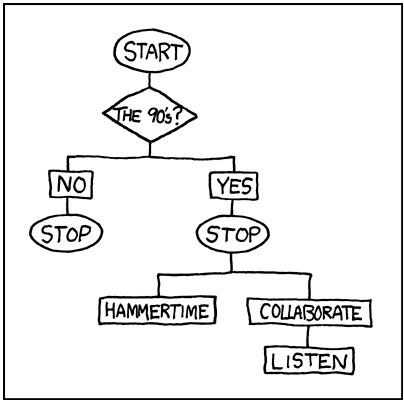 START
THE 90's?
NO
YES
STOP
STOP
HAMMERTIME
COLLABORATE
LISTEN